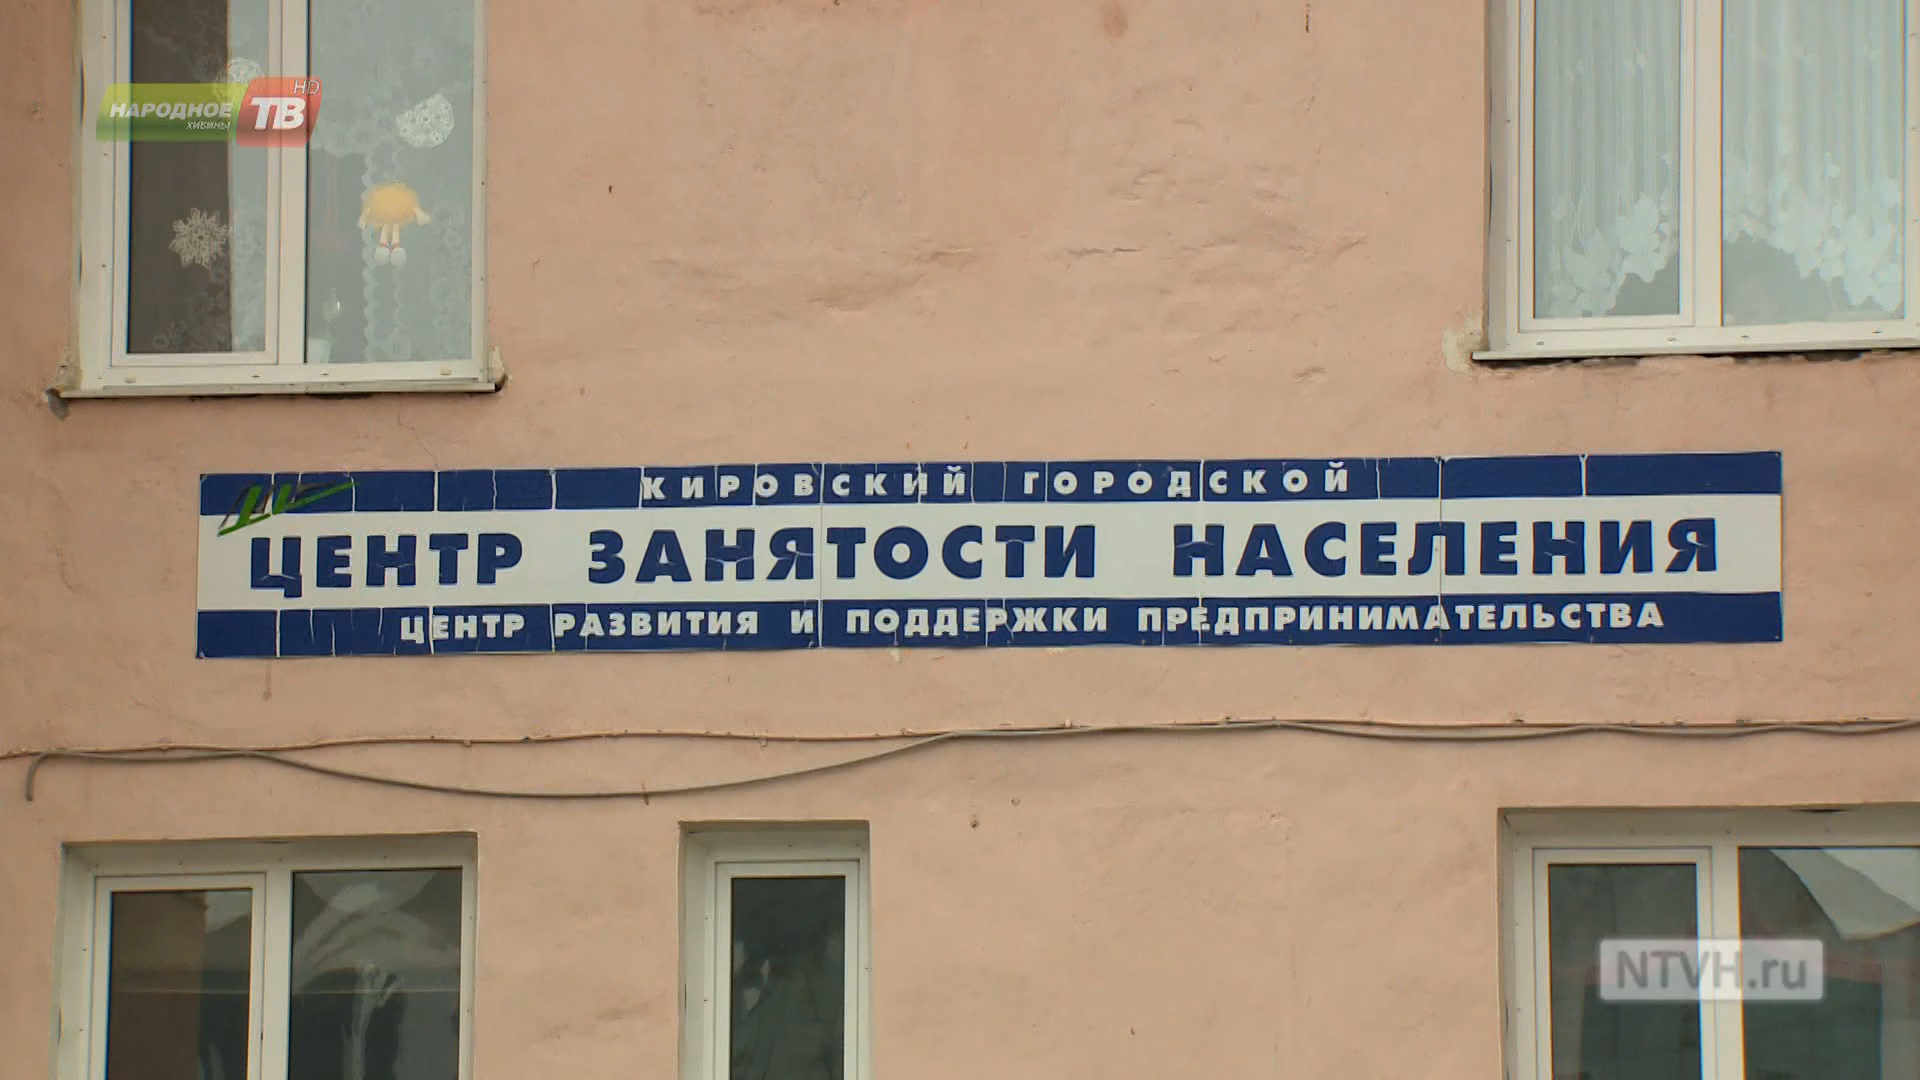 НАРОДНОЕ ТВ HD
ХИБИНЫ
КИРОВСКИЙ ГОРОДСКОЙ
ЦЕНТР ЗАНЯТОСТИ НАСЕЛЕНИЯ
ЦЕНТР РАЗВИТИЯ И ПОДДЕРЖКИ ПРЕДПРИНИМАТЕЛЬСТВА
NTVH.ru